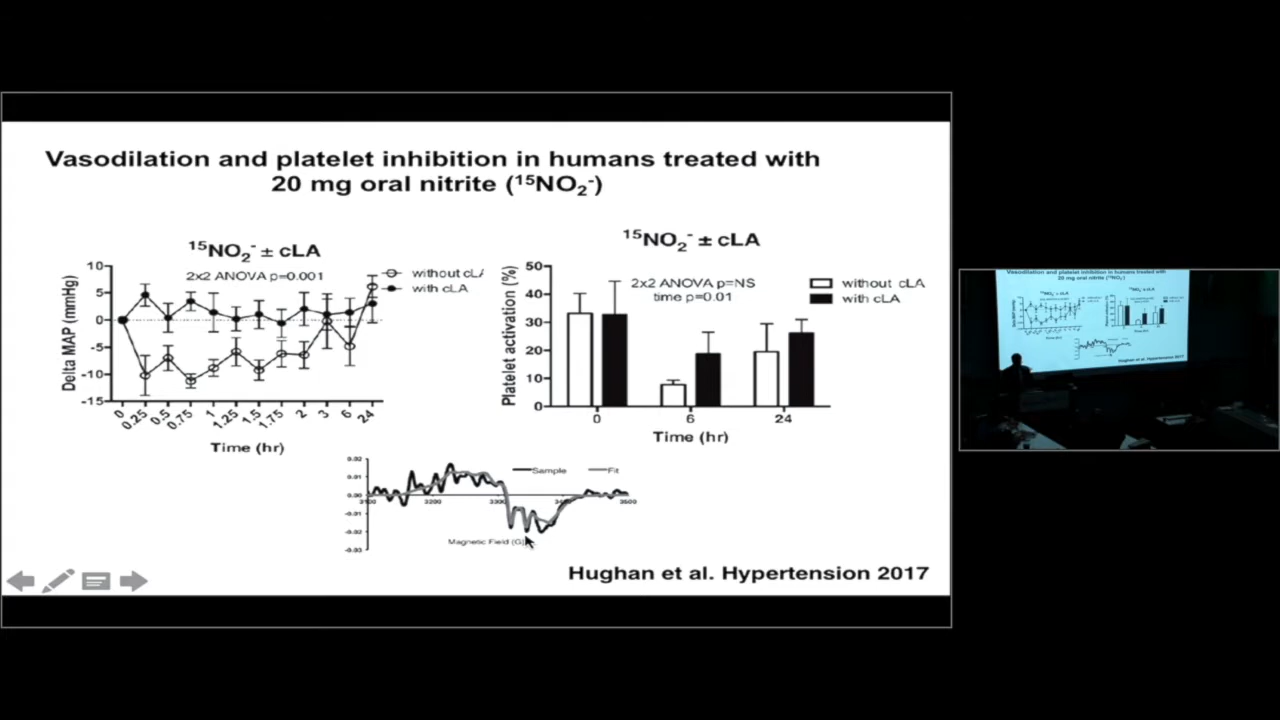 Vasodilation and platelet inhibition in humans treated with
20 mg oral nitrite (¹⁵NO₂⁻)
¹⁵NO₂⁻ ± cLA
2x2 ANOVA p=0.001
without cL
with cLA
Delta MAP (mmHg)
10
5
0
-5
-10
-15
0 0.25 0.5 0.75 1 1.25 1.5 1.75 2 3 6 24
Time (hr)
¹⁵NO₂⁻ ± cLA
2x2 ANOVA p=NS
time p=0.01
without cLA
with cLA
Platelet activation (%)
50
40
30
20
10
0
0 6 24
Time (hr)
Sample Fit
0.02
0.01
0.00
-0.01
-0.02
-0.03
3100 3200 3300 3500
Magnetic Field (G)
Hughan et al. Hypertension 2017